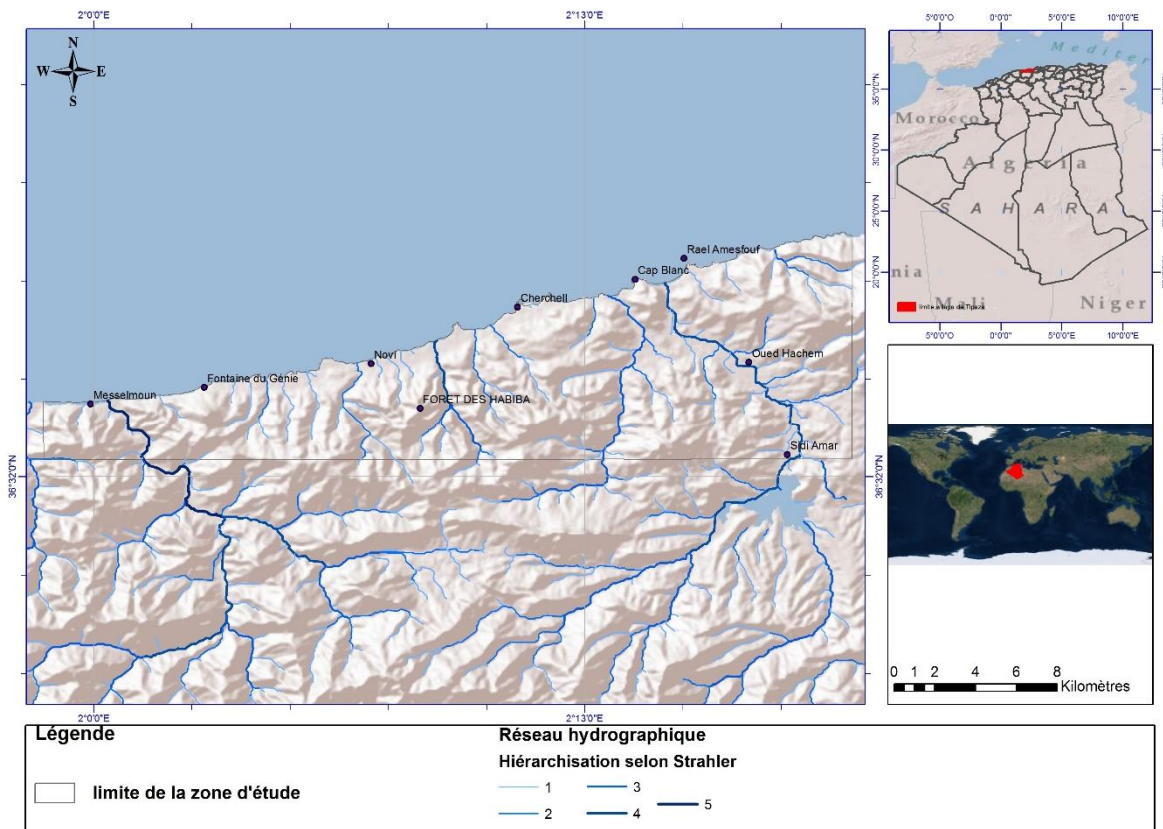 2°0'0"E
2°13'0"E
N
W
E
S
36°32'0"N
36°32'0"N
Rael Amesfouf
Cap Blanc
Cherchell
Novi
Oued Hachem
Fontaine du Génie
Messelmoun
FORÊT DES HABIBA
Sidi Amar
2°0'0"E
2°13'0"E
5°0'0"O
0°0'0"
5°0'0"E
10°0'0"E
Mediter
35°0'0"N
30°0'0"N
25°0'0"N
20°0'0"N
Morocco
Algeria
SAHARA
nia
Mali
Niger
5°0'0"O
0°0'0"
5°0'0"E
10°0'0"E
0 1 2 4 6 8
Kilomètres
Légende
limite de la zone d'étude
Réseau hydrographique
Hiérarchisation selon Strahler
1
2
3
4
5